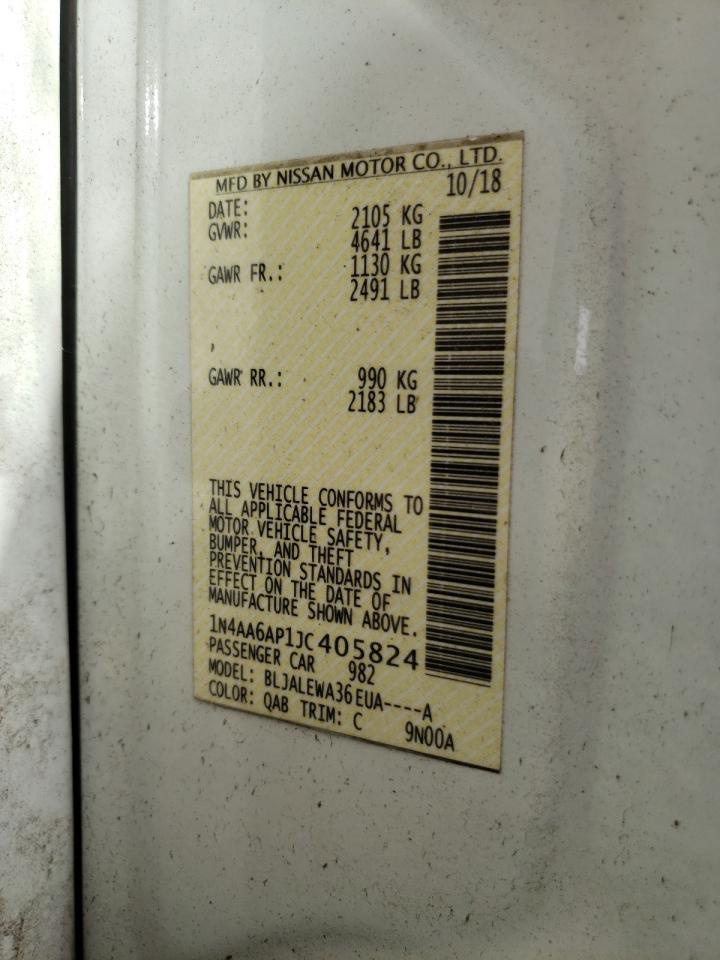 MFD BY NISSAN MOTOR CO., LTD.
DATE: 10/18
GVWR: 2105 KG
4641 LB
GAWR FR.: 1130 KG
2491 LB
GAWR RR.: 990 KG
2183 LB
THIS VEHICLE CONFORMS TO
ALL APPLICABLE FEDERAL
MOTOR VEHICLE SAFETY,
BUMPER, AND THEFT
PREVENTION STANDARDS IN
EFFECT ON THE DATE OF
MANUFACTURE SHOWN ABOVE.
1N4AA6AP1JC405824
PASSENGER CAR 982
MODEL: BLJALEWA36EUA----A
COLOR: QAB TRIM: C 9N00A